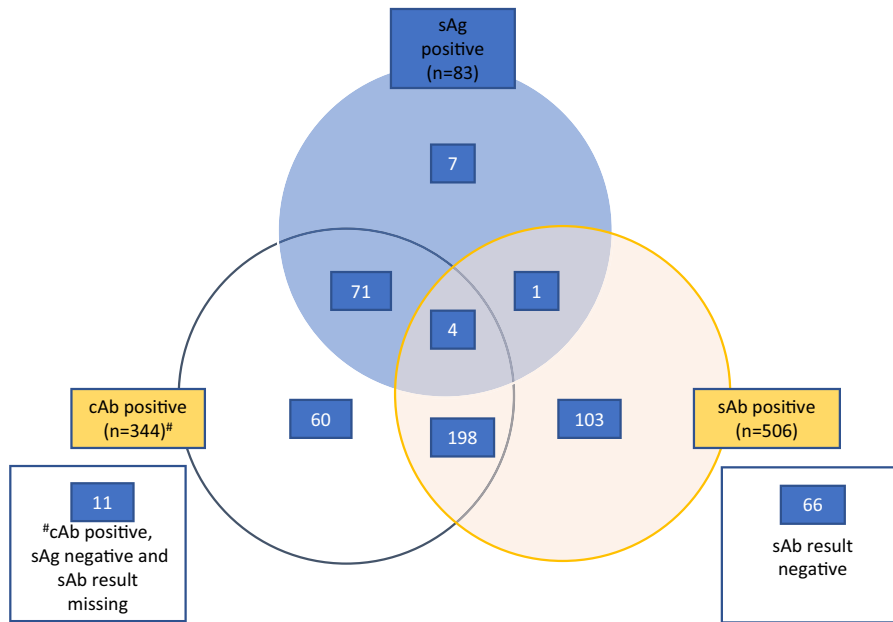 sAg
positive
(n=83)
7
71
1
4
cAb positive
(n=344)#
60
198
103
sAb positive
(n=506)
11
#cAb positive,
sAg negative and
sAb result
missing
66
sAb result
negative